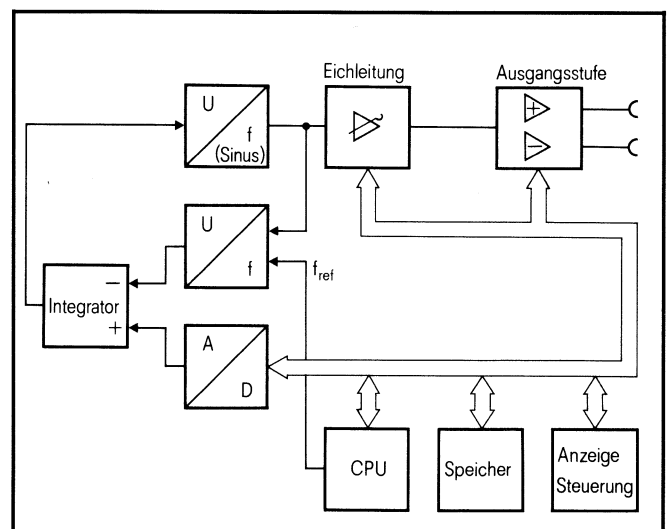 Eichleitung
Ausgangsstufe
U
f
(Sinus)
+
−
U
f
f_ref
Integrator
−
+
A
D
CPU
Speicher
Anzeige
Steuerung